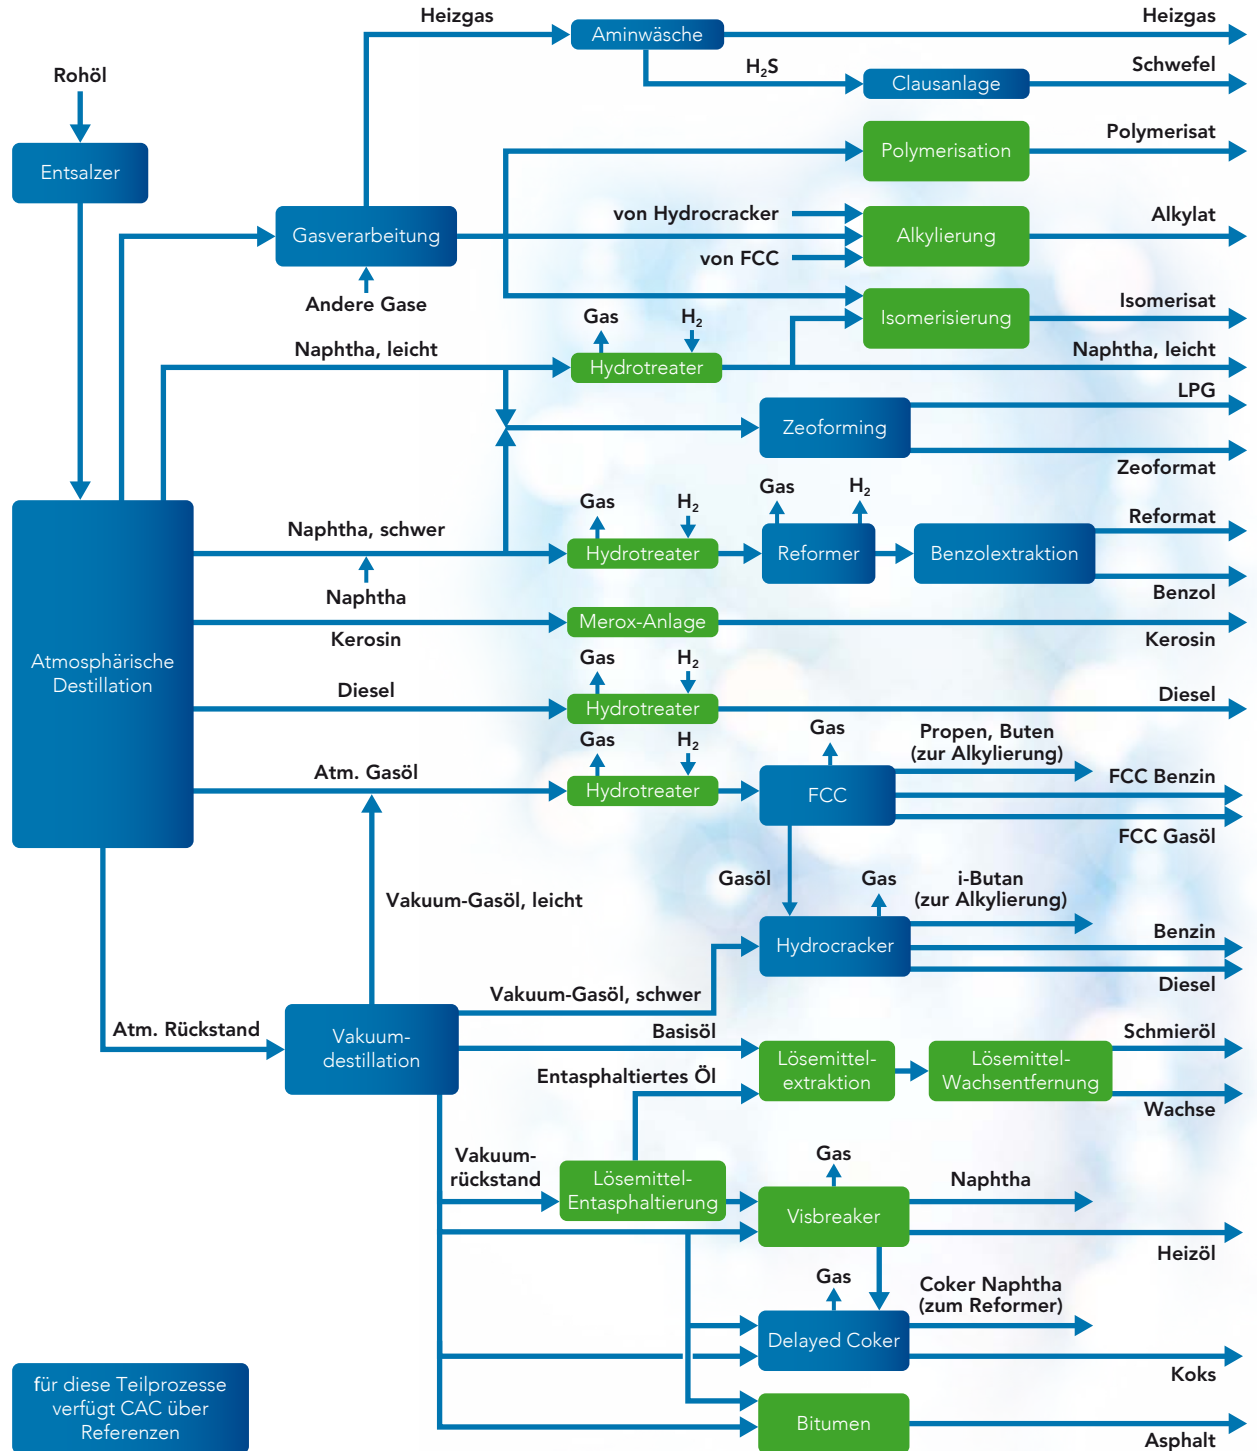 Heizgas
Aminwäsche
Heizgas
H₂S
Clausanlage
Schwefel
Rohöl
Entsalzer
Polymerisation
Polymerisat
von Hydrocracker
Gasverarbeitung
Alkylierung
Alkylat
von FCC
Andere Gase
Isomerisierung
Isomerisat
Gas
H₂
Naphtha, leicht
Hydrotreater
Naphtha, leicht
LPG
Zeoforming
Zeoformat
Gas
H₂
Gas
H₂
Naphtha, schwer
Hydrotreater
Reformer
Benzolextraktion
Reformat
Naphtha
Benzol
Kerosin
Merox-Anlage
Kerosin
Atmosphärische
Destillation
Gas
H₂
Diesel
Hydrotreater
Diesel
Gas
H₂
Atm. Gasöl
Hydrotreater
Gas
FCC
Propen, Buten
(zur Alkylierung)
FCC Benzin
FCC Gasöl
Vakuum-Gasöl, leicht
Gasöl
Gas
i-Butan
(zur Alkylierung)
Hydrocracker
Benzin
Diesel
Vakuum-Gasöl, schwer
Atm. Rückstand
Vakuum-
destillation
Basisöl
Lösemittel-
extraktion
Lösemittel-
Wachsentfernung
Schmieröl
Wachse
Entasphaltiertes Öl
Vakuum-
rückstand
Lösemittel-
Entasphaltierung
Gas
Visbreaker
Naphtha
Heizöl
Gas
Delayed Coker
Coker Naphtha
(zum Reformer)
Koks
für diese Teilprozesse
verfügt CAC über
Referenzen
Bitumen
Asphalt